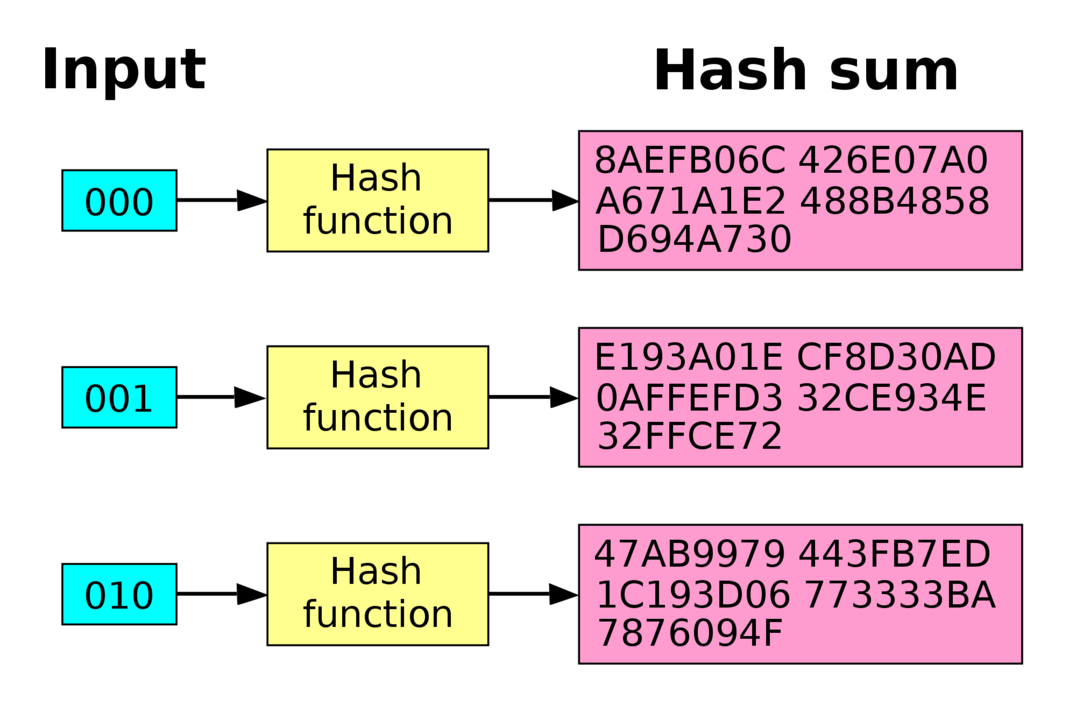 Input
Hash sum
000
Hash
function
8AEFB06C 426E07A0
A671A1E2 488B4858
D694A730
001
Hash
function
E193A01E CF8D30AD
0AFFEFD3 32CE934E
32FFCE72
010
Hash
function
47AB9979 443FB7ED
1C193D06 773333BA
7876094F